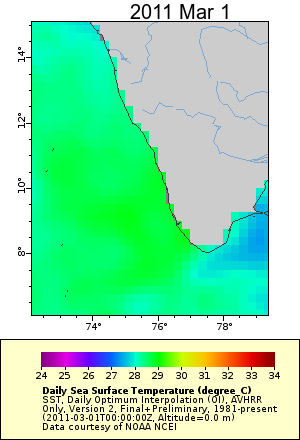 2011 Mar 1
14°
12°
10°
8°
74° 76° 78°
24 25 26 27 28 29 30 31 32 33 34
Daily Sea Surface Temperature (degree_C)
SST, Daily Optimum Interpolation (OI), AVHRR
Only, Version 2, Final+Preliminary, 1981-present
(2011-03-01T00:00:00Z, Altitude=0.0 m)
Data courtesy of NOAA NCEI